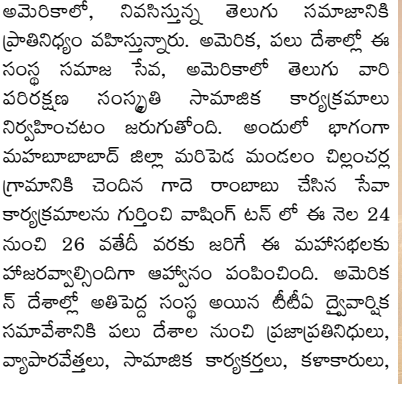 అమెరికాలో, నివసిస్తున్న తెలుగు సమాజానికి
ప్రాతినిధ్యం వహిస్తున్నారు. అమెరిక, పలు దేశాల్లో ఈ
సంస్థ సమాజ సేవ, అమెరికాలో తెలుగు వారి
పరిరక్షణ సంస్కృతి సామాజిక కార్యక్రమాలు
నిర్వహించటం జరుగుతోంది. అందులో భాగంగా
మహబూబాబాద్ జిల్లా మరిపెడ మండలం చిల్లంచర్ల
గ్రామానికి చెందిన గాదె రాంబాబు చేసిన సేవా
కార్యక్రమాలను గుర్తించి వాషింగ్ టన్ లో ఈ నెల 24
నుంచి 26 వతేదీ వరకు జరిగే ఈ మహాసభలకు
హాజరవ్వాల్సిందిగా ఆహ్వానం పంపించింది. అమెరిక
న్ దేశాల్లో అతిపెద్ద సంస్థ అయిన టీటీఏ ద్వైవార్షిక
సమావేశానికి పలు దేశాల నుంచి ప్రజాప్రతినిధులు,
వ్యాపారవేత్తలు, సామాజిక కార్యకర్తలు, కళాకారులు,